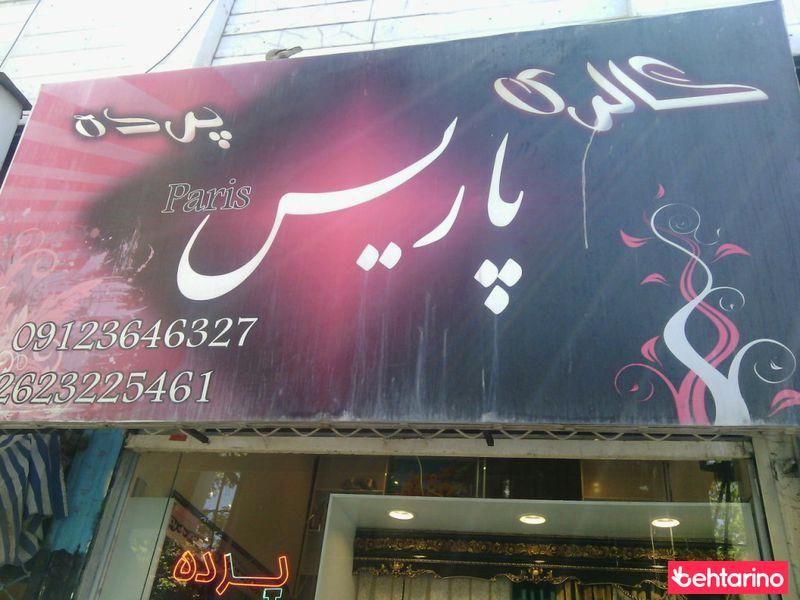 گالری
پاریس
پرده
Paris
09123646327
2623225461
پرده
behtarino